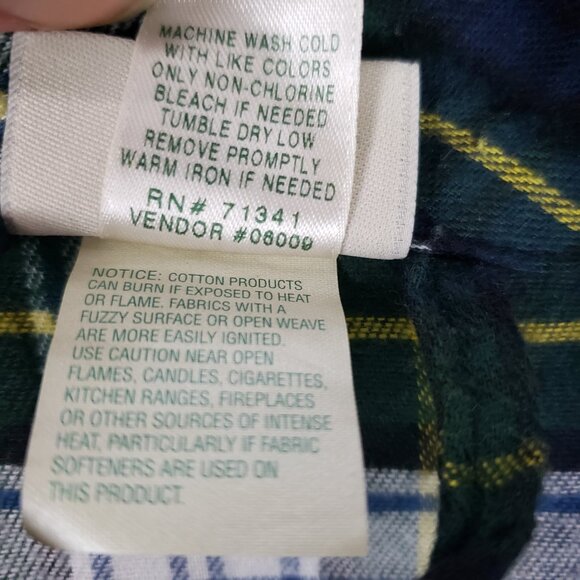 MACHINE WASH COLD
WITH LIKE COLORS
ONLY NON-CHLORINE
BLEACH IF NEEDED
TUMBLE DRY LOW
REMOVE PROMPTLY
WARM IRON IF NEEDED
RN# 71341
VENDOR #06009
NOTICE: COTTON PRODUCTS
CAN BURN IF EXPOSED TO HEAT
OR FLAME. FABRICS WITH A
FUZZY SURFACE OR OPEN WEAVE
ARE MORE EASILY IGNITED.
USE CAUTION NEAR OPEN
FLAMES, CANDLES, CIGARETTES,
KITCHEN RANGES, FIREPLACES
OR OTHER SOURCES OF INTENSE
HEAT, PARTICULARLY IF FABRIC
SOFTENERS ARE USED ON
THIS PRODUCT.